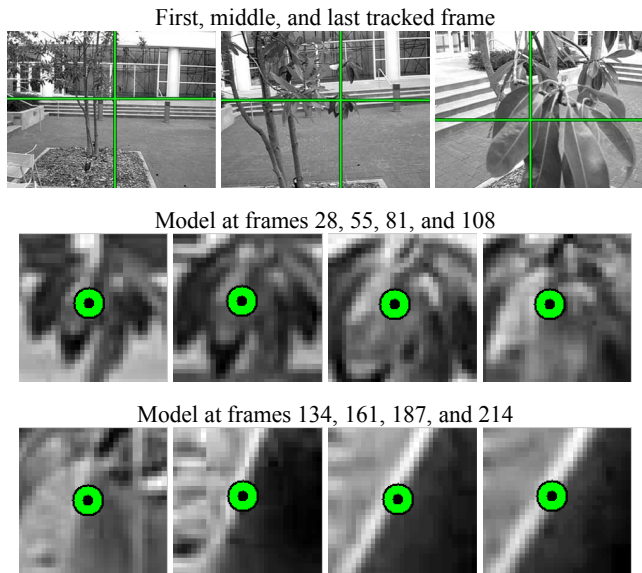 First, middle, and last tracked frame
Model at frames 28, 55, 81, and 108
Model at frames 134, 161, 187, and 214